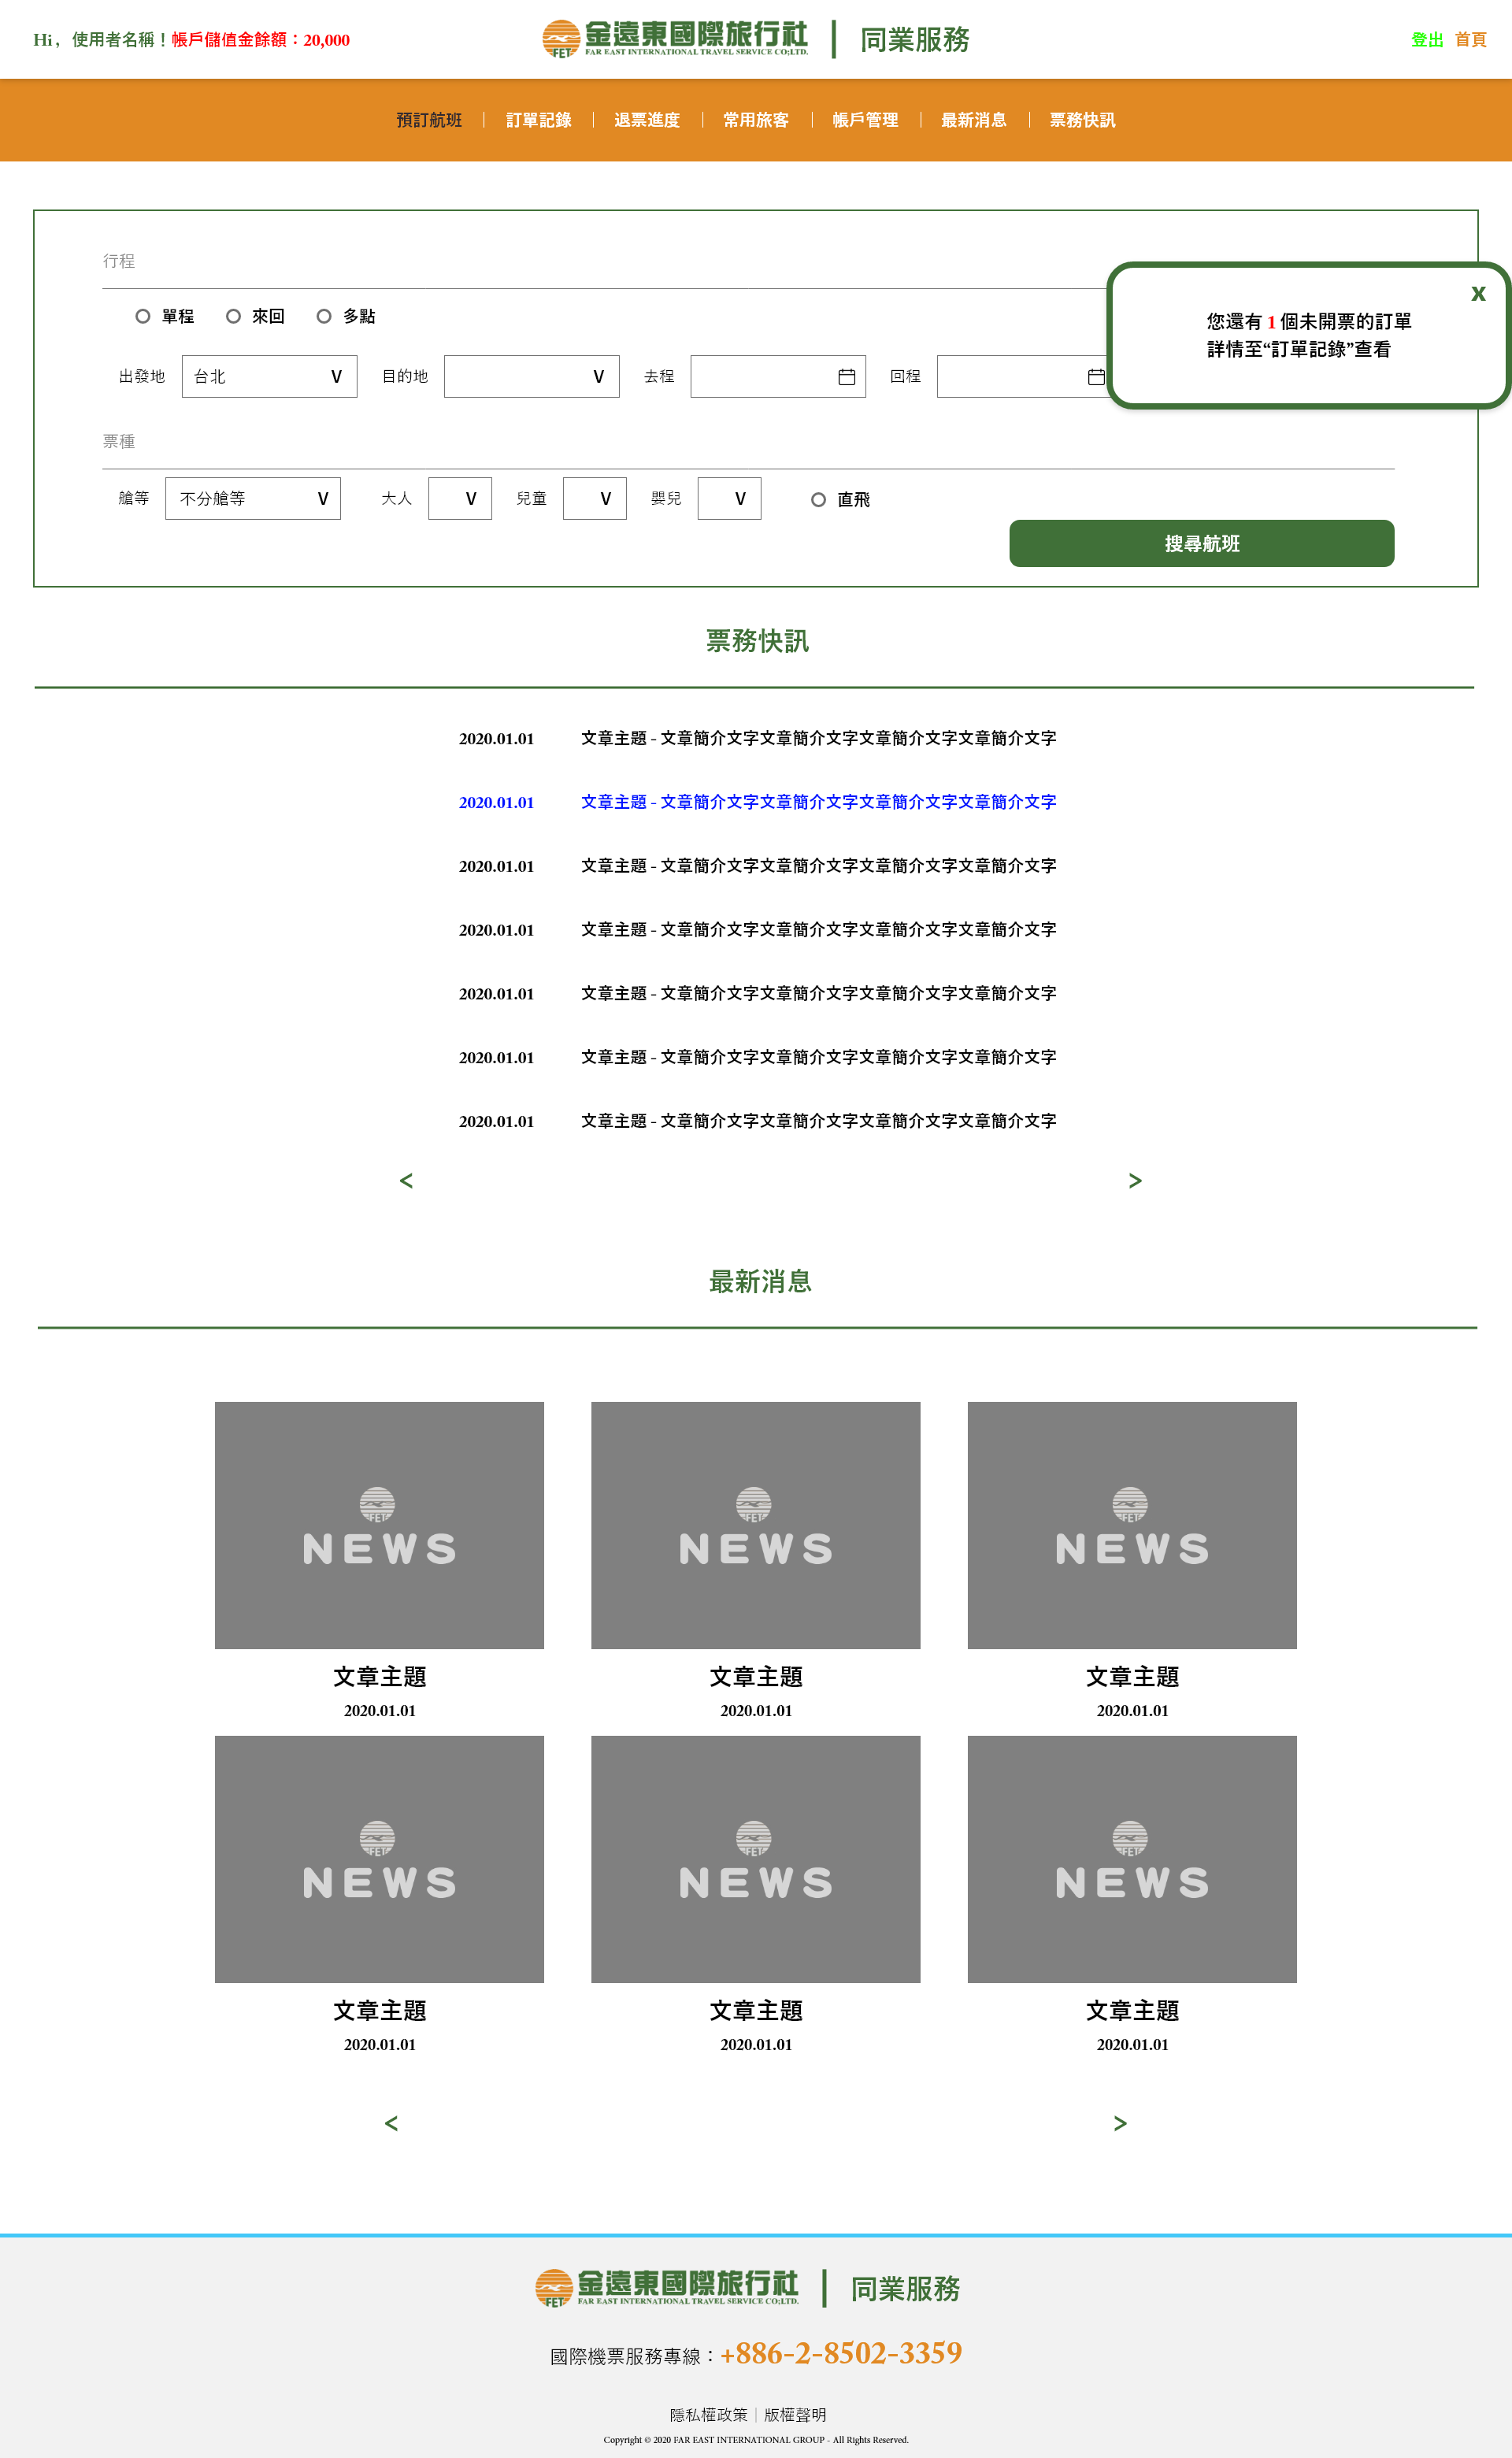 Hi , 使用者名稱！帳戶儲值金餘額：20,000
FET 金遠東國際旅行社 | 同業服務
FAR EAST INTERNATIONAL TRAVEL SERVICE CO;LTD.
登出 首頁
預訂航班 | 訂單記錄 | 退票進度 | 常用旅客 | 帳戶管理 | 最新消息 | 票務快訊
行程
x
單程 來回 多點
您還有 1 個未開票的訂單
詳情至“訂單記錄”查看
出發地 台北 V 目的地 V 去程 回程
票種
艙等 不分艙等 V 大人 V 兒童 V 嬰兒 V 直飛
搜尋航班
票務快訊
2020.01.01 文章主題 - 文章簡介文字文章簡介文字文章簡介文字文章簡介文字
2020.01.01 文章主題 - 文章簡介文字文章簡介文字文章簡介文字文章簡介文字
2020.01.01 文章主題 - 文章簡介文字文章簡介文字文章簡介文字文章簡介文字
2020.01.01 文章主題 - 文章簡介文字文章簡介文字文章簡介文字文章簡介文字
2020.01.01 文章主題 - 文章簡介文字文章簡介文字文章簡介文字文章簡介文字
2020.01.01 文章主題 - 文章簡介文字文章簡介文字文章簡介文字文章簡介文字
2020.01.01 文章主題 - 文章簡介文字文章簡介文字文章簡介文字文章簡介文字
< >
最新消息
FET FET FET
NEWS NEWS NEWS
文章主題 文章主題 文章主題
2020.01.01 2020.01.01 2020.01.01
FET FET FET
NEWS NEWS NEWS
文章主題 文章主題 文章主題
2020.01.01 2020.01.01 2020.01.01
< >
FET 金遠東國際旅行社 | 同業服務
FAR EAST INTERNATIONAL TRAVEL SERVICE CO;LTD.
國際機票服務專線：+886-2-8502-3359
隱私權政策 | 版權聲明
Copyright © 2020 FAR EAST INTERNATIONAL GROUP - All Rights Reserved.